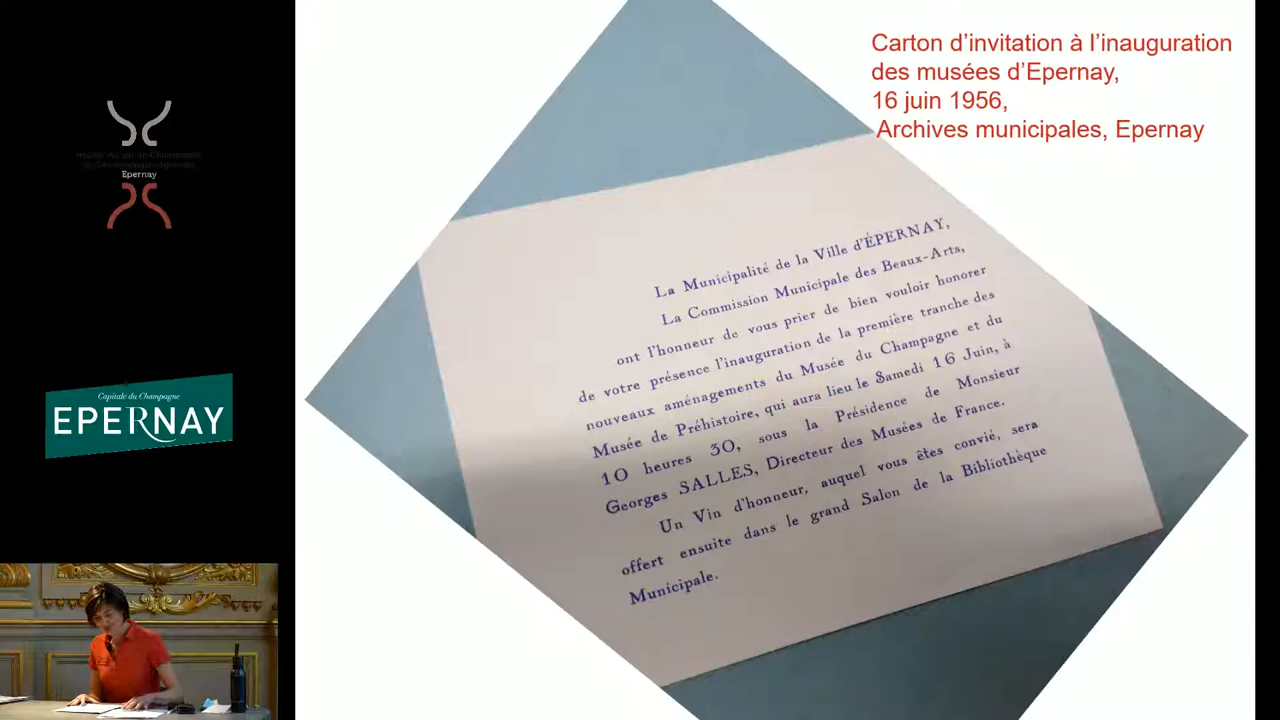 Carton d’invitation à l’inauguration
des musées d’Epernay,
16 juin 1956,
Archives municipales, Epernay
La Municipalité de la Ville d'ÉPERNAY,
La Commission Municipale des Beaux-Arts,
ont l'honneur de vous prier de bien vouloir honorer
de votre présence l'inauguration de la première tranche des
nouveaux aménagements du Musée du Champagne et du
Musée de Préhistoire, qui aura lieu le Samedi 16 Juin, à
10 heures 30, sous la Présidence de Monsieur
Georges SALLES, Directeur des Musées de France.
Un Vin d'honneur, auquel vous êtes convié, sera
offert ensuite dans le grand Salon de la Bibliothèque
Municipale.
Epernay
Capitale du Champagne
EPERNAY